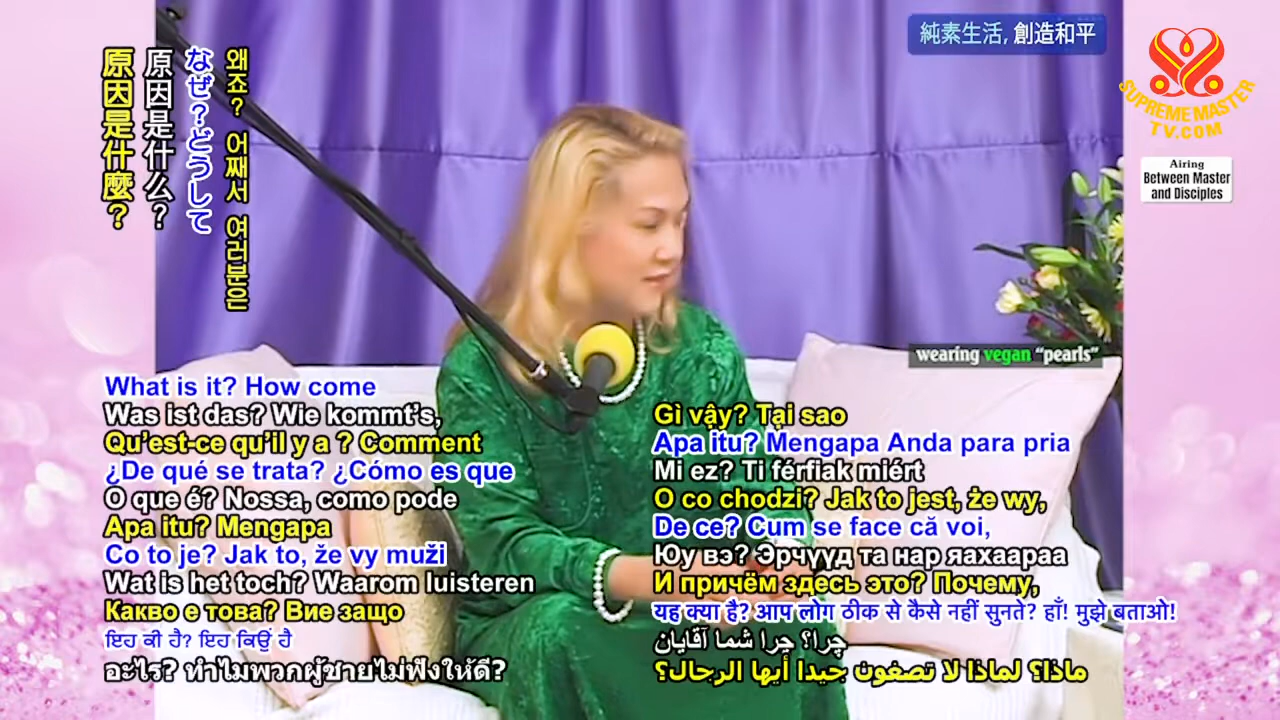 純素生活, 創造和平
SUPREME MASTER
TV.COM
Airing
Between Master
and Disciples
왜죠? 어째서 여러분은
なぜ?どうして
原因是什么?
原因是什麼?
wearing vegan "pearls"
What is it? How come
Was ist das? Wie kommt's,
Qu'est-ce qu'il y a ? Comment
¿De qué se trata? ¿Cómo es que
O que é? Nossa, como pode
Apa itu? Mengapa
Co to je? Jak to, že vy muži
Wat is het toch? Waarom luisteren
Какво е това? Вие защо
ਇਹ ਕੀ ਹੈ? ਇਹ ਕਿਉਂ ਹੈ
อะไร? ทำไมพวกผู้ชายไม่ฟังให้ดี?
Gì vậy? Tại sao
Apa itu? Mengapa Anda para pria
Mi ez? Ti férfiak miért
O co chodzi? Jak to jest, że wy,
De ce? Cum se face că voi,
Юу вэ? Эрчүүд та нар яахаараа
И причём здесь это? Почему,
यह क्या है? आप लोग ठीक से कैसे नहीं सुनते? हाँ! मुझे बताओ!
چرا؟ چرا شما آقایان
ماذا؟ لماذا لا تصغون جيدا أيها الرجال؟